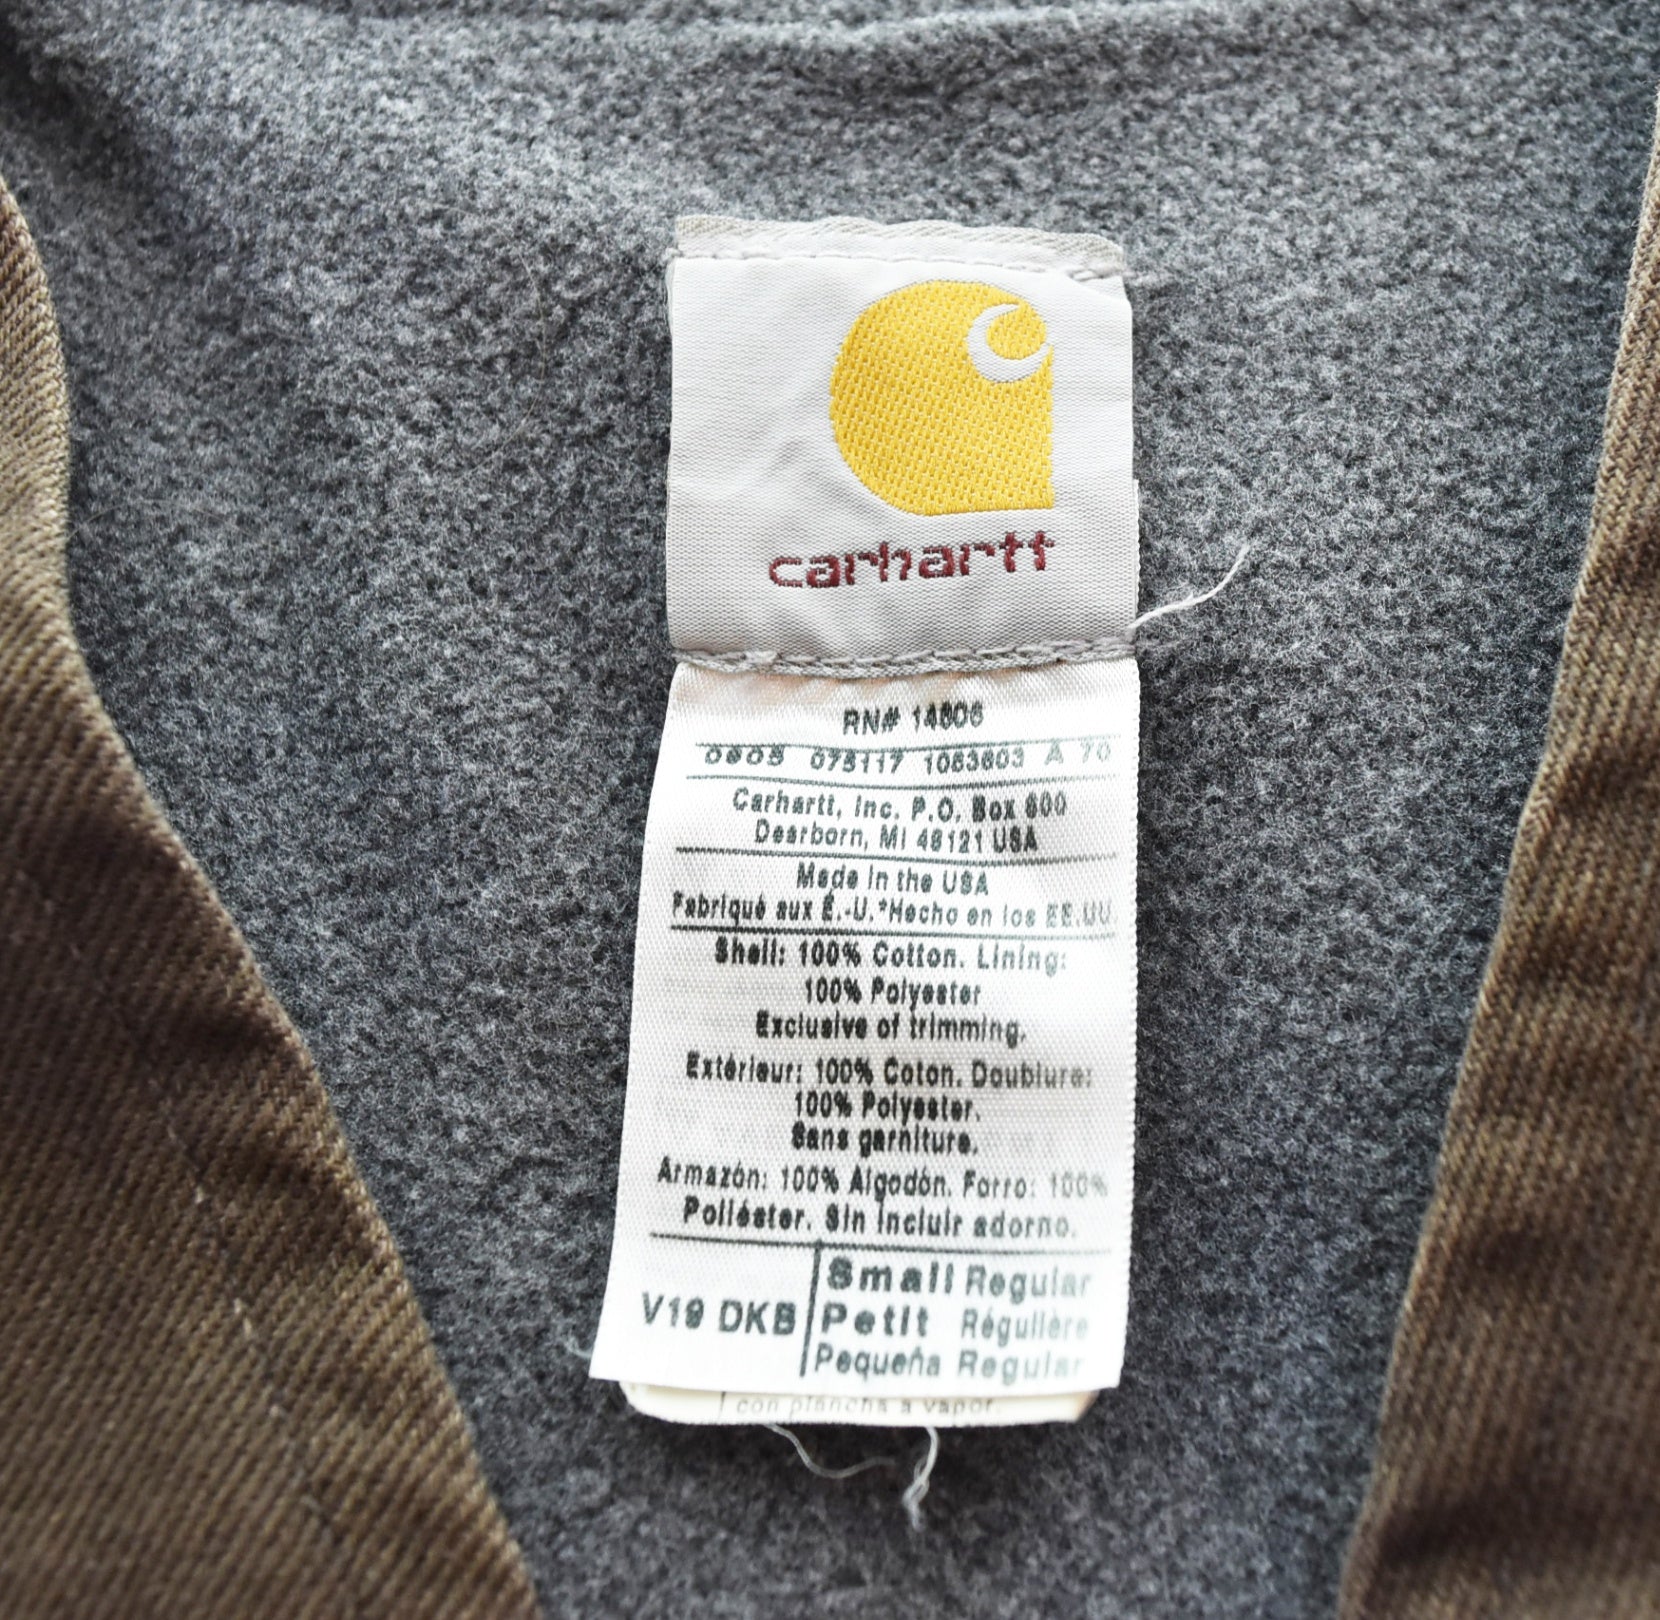 carhartt
RN# 14806
0905 075117 1063603 A 70
Carhartt, Inc. P.O. Box 600
Dearborn, MI 48121 USA
Made in the USA
Fabriqué aux É.-U.*Hecho en los EE.UU.
Shell: 100% Cotton. Lining:
100% Polyester
Exclusive of trimming.
Extérieur: 100% Coton. Doublure:
100% Polyester.
Sans garniture.
Armazón: 100% Algodón. Forro: 100%
Poliéster. Sin incluir adorno.
V19 DKB
Small Regular
Petit Régulière
Pequeña Regular
con plancha a vapor.